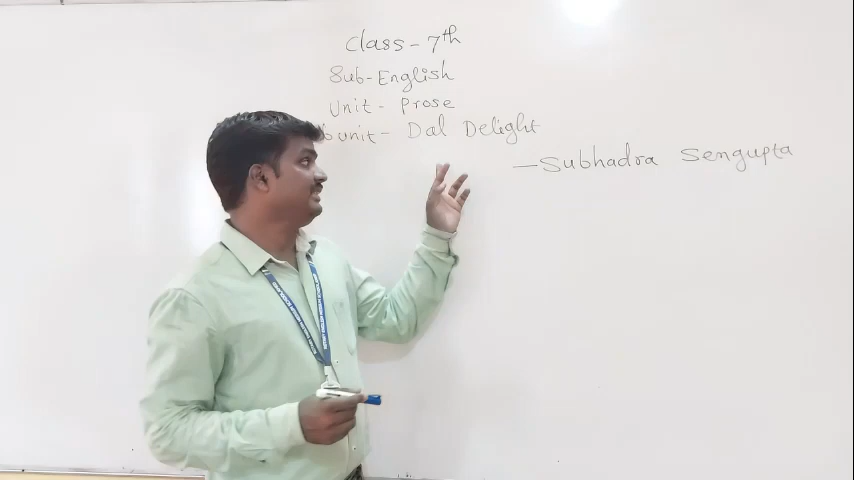 Class - 7th
Sub - English
Unit - Prose
unit - Dal Delight
- Subhadra Sengupta